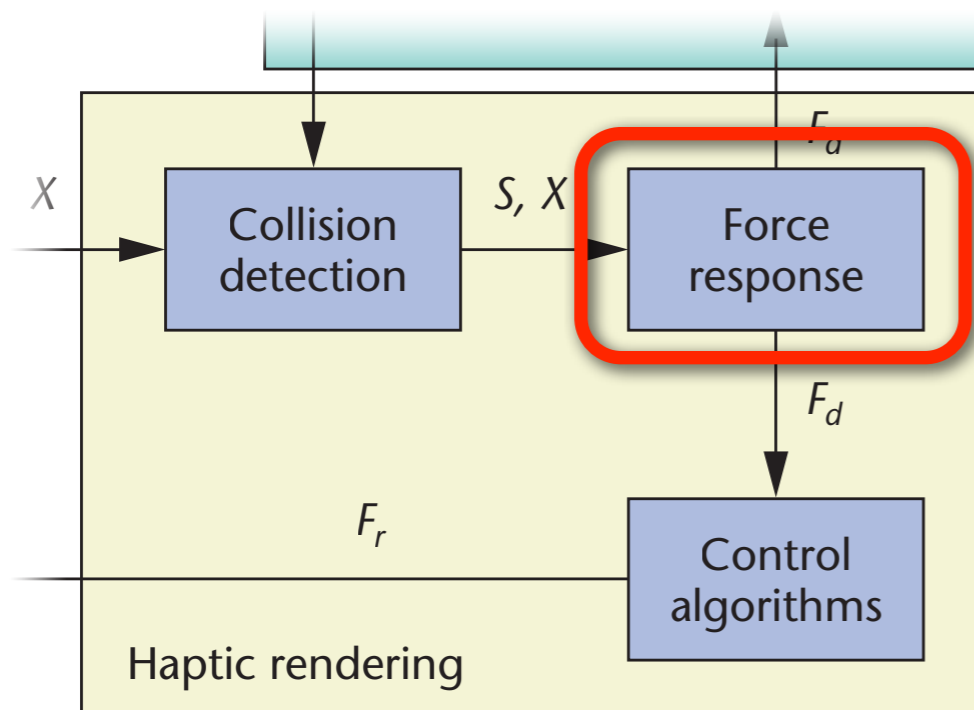 F_d
X
S, X
Collision
detection
Force
response
F_d
F_r
Control
algorithms
Haptic rendering